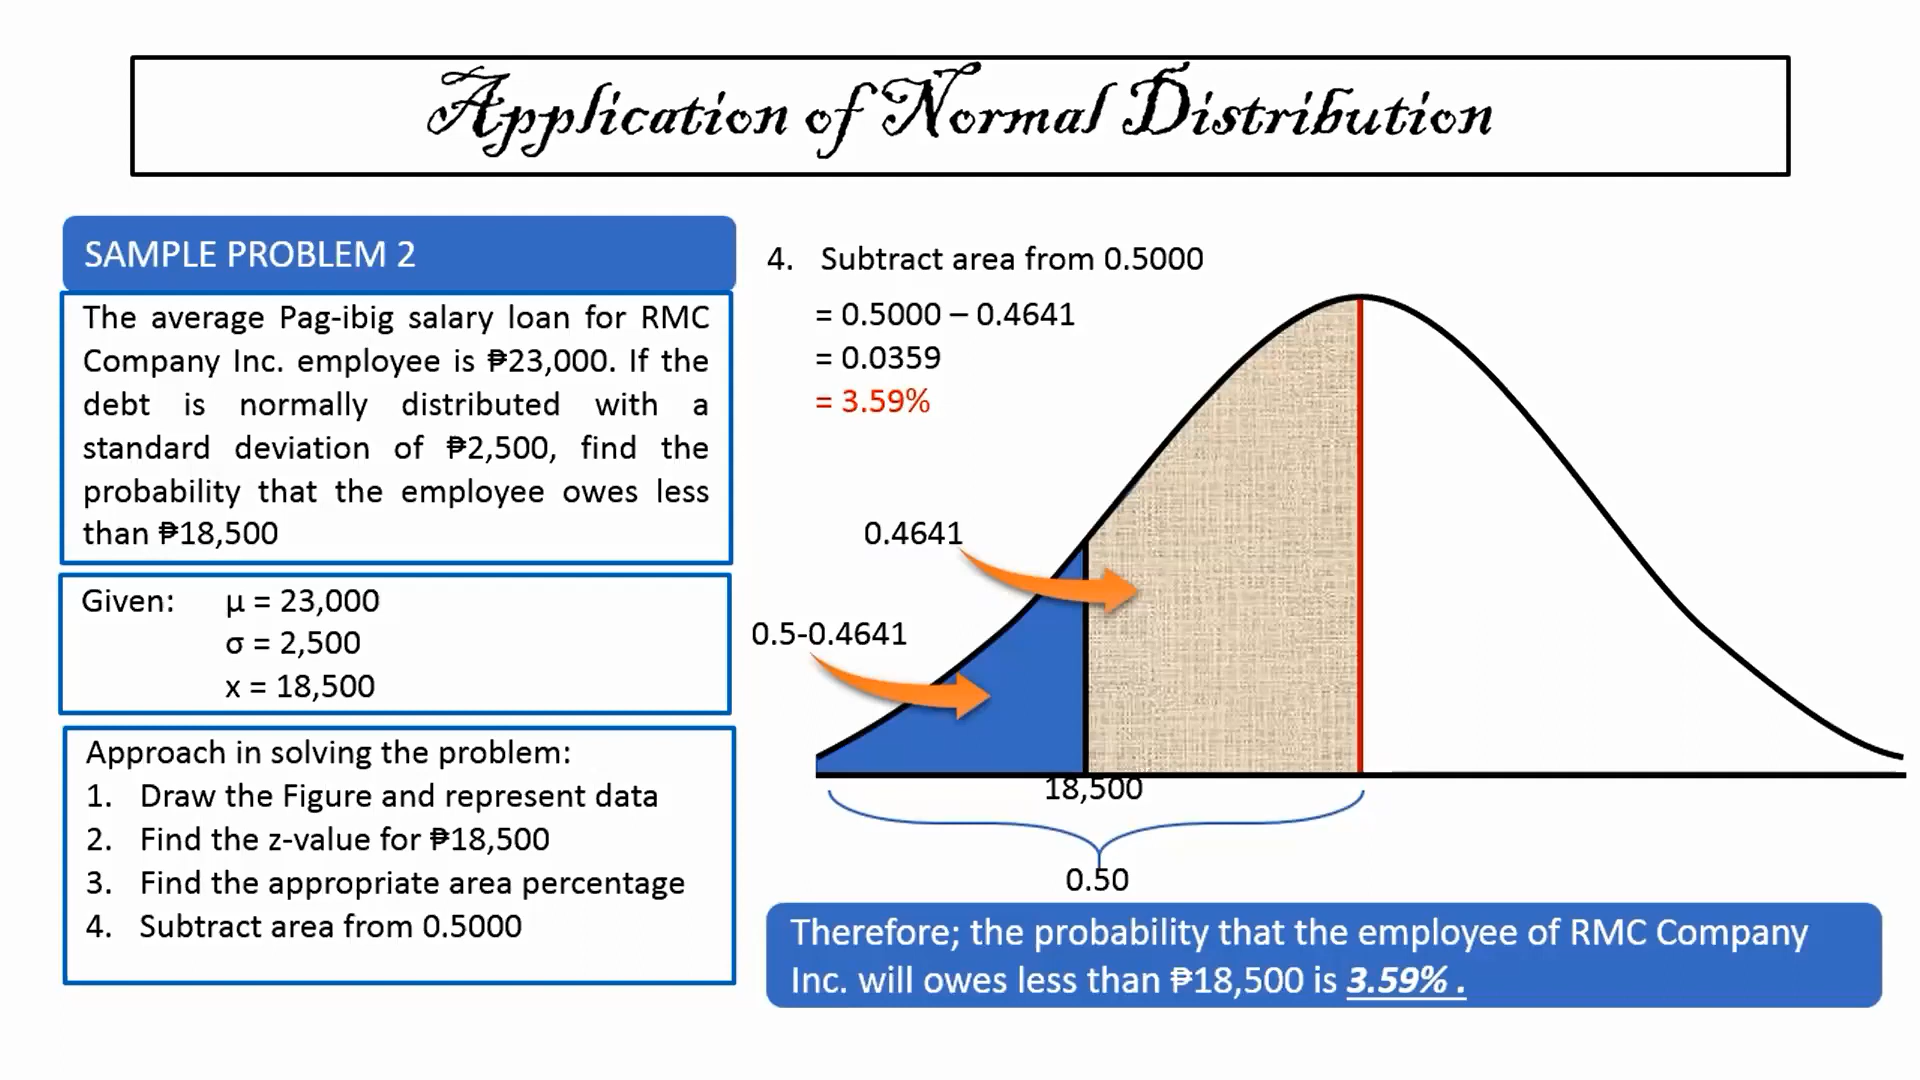 Application of Normal Distribution
SAMPLE PROBLEM 2
The average Pag-ibig salary loan for RMC
Company Inc. employee is ₱23,000. If the
debt is normally distributed with a
standard deviation of ₱2,500, find the
probability that the employee owes less
than ₱18,500
Given: μ = 23,000
σ = 2,500
x = 18,500
Approach in solving the problem:
1. Draw the Figure and represent data
2. Find the z-value for ₱18,500
3. Find the appropriate area percentage
4. Subtract area from 0.5000
4. Subtract area from 0.5000
= 0.5000 – 0.4641
= 0.0359
= 3.59%
0.4641
0.5-0.4641
18,500
0.50
Therefore; the probability that the employee of RMC Company
Inc. will owes less than ₱18,500 is 3.59% .